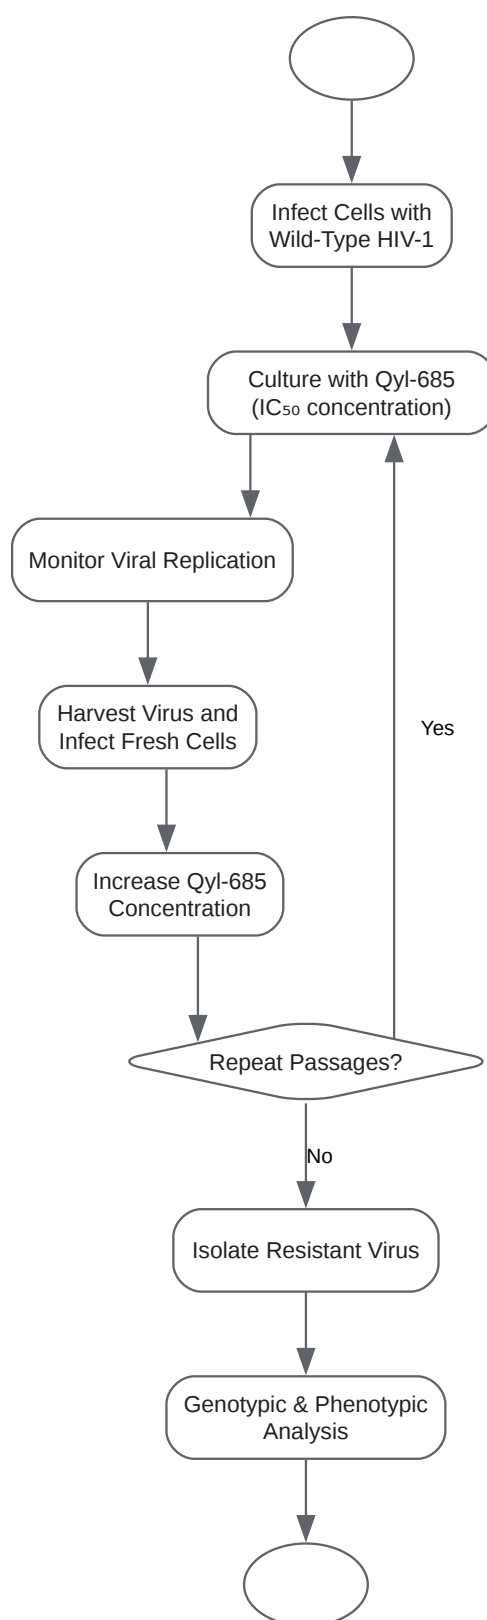 Infect Cells with
Wild-Type HIV-1
Culture with Qyl-685
(IC₅₀ concentration)
Monitor Viral Replication
Harvest Virus and
Infect Fresh Cells
Yes
Increase Qyl-685
Concentration
Repeat Passages?
No
Isolate Resistant Virus
Genotypic & Phenotypic
Analysis